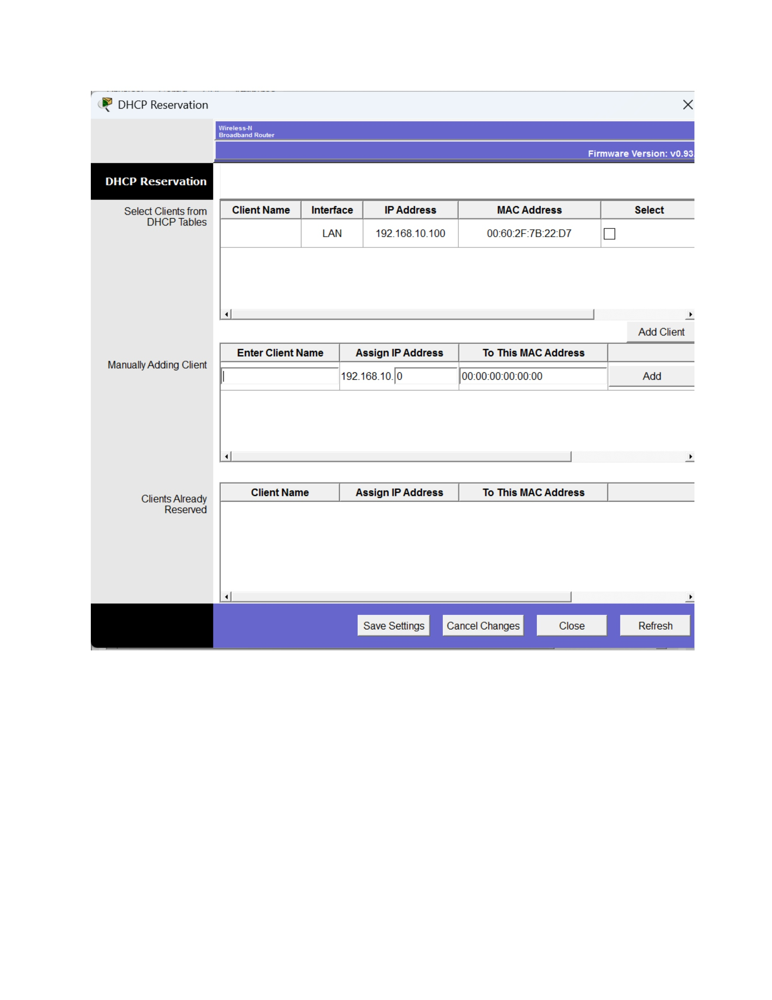 DHCP Reservation
Wireless-N
Broadband Router
Firmware Version: v0.93.
DHCP Reservation
Select Clients from
DHCP Tables
Client Name Interface IP Address MAC Address Select
LAN 192.168.10.100 00:60:2F:7B:22:D7
Add Client
Manually Adding Client
Enter Client Name Assign IP Address To This MAC Address
192.168.10. 0 00:00:00:00:00:00 Add
Clients Already
Reserved
Client Name Assign IP Address To This MAC Address
Save Settings Cancel Changes Close Refresh